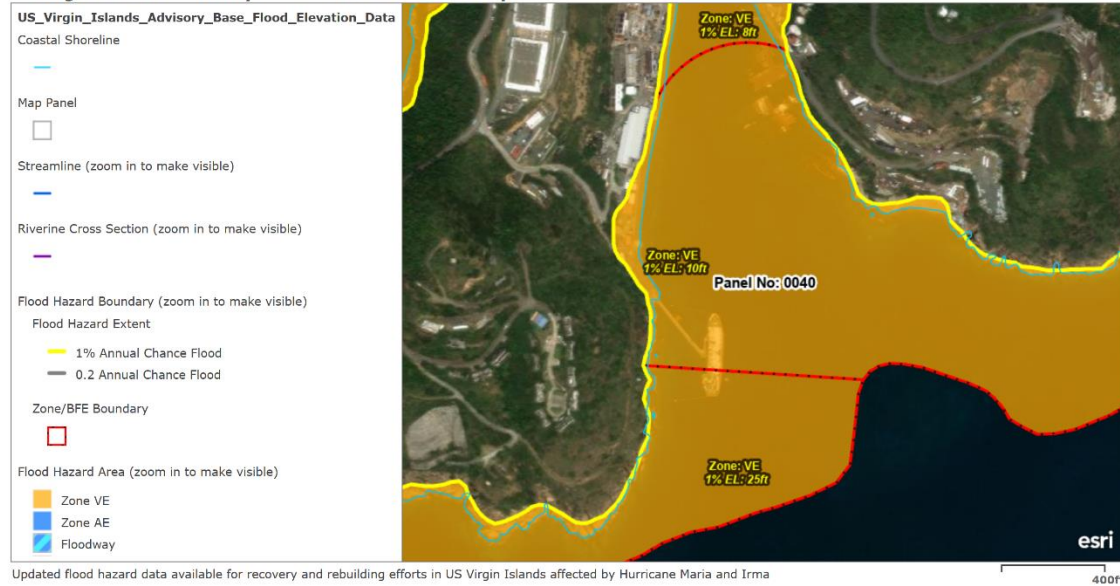 US_Virgin_Islands_Advisory_Base_Flood_Elevation_Data
Coastal Shoreline
Map Panel
Streamline (zoom in to make visible)
Riverine Cross Section (zoom in to make visible)
Flood Hazard Boundary (zoom in to make visible)
Flood Hazard Extent
1% Annual Chance Flood
0.2 Annual Chance Flood
Zone/BFE Boundary
Flood Hazard Area (zoom in to make visible)
Zone VE
Zone AE
Floodway
Zone: VE
1% EL: 8ft
Zone: VE
1% EL: 10ft
Panel No: 0040
Zone: VE
1% EL: 25ft
esri
Updated flood hazard data available for recovery and rebuilding efforts in US Virgin Islands affected by Hurricane Maria and Irma
400ft